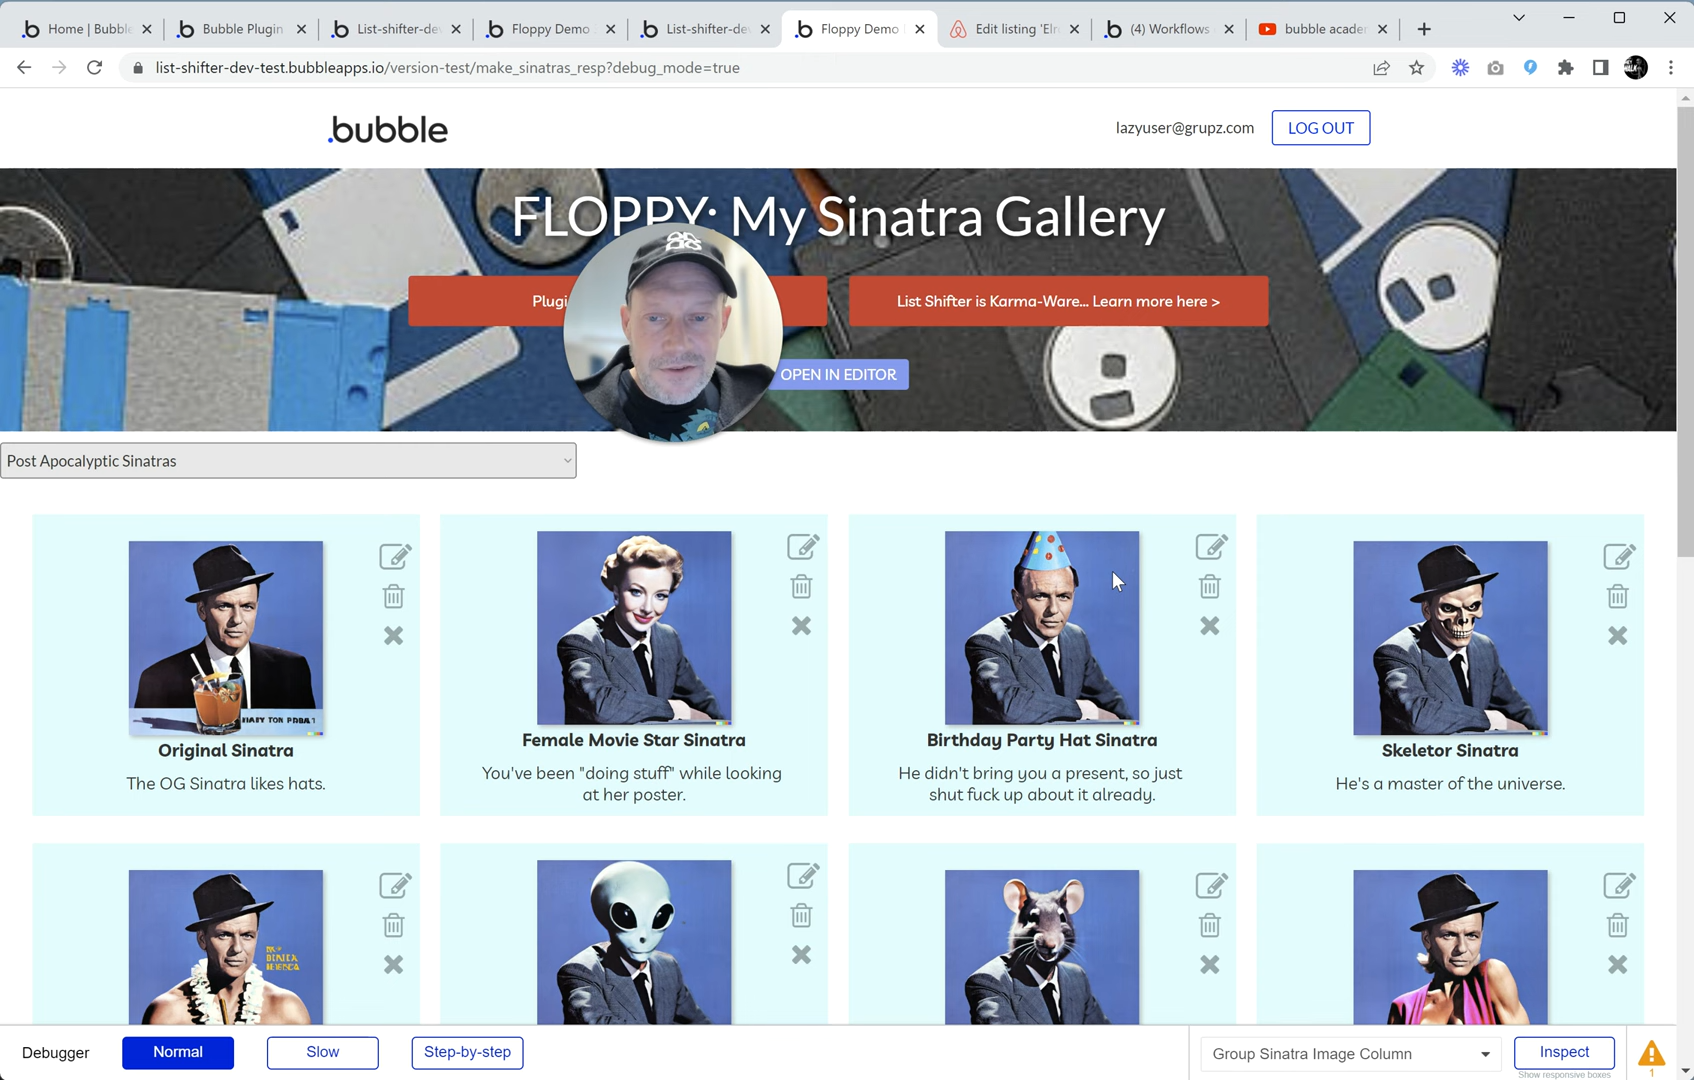 Home | Bubble
Bubble Plugin
List-shifter-dev
Floppy Demo
List-shifter-dev
Floppy Demo
Edit listing 'Elro
(4) Workflows
bubble acader
list-shifter-dev-test.bubbleapps.io/version-test/make_sinatras_resp?debug_mode=true
.bubble
lazyuser@grupz.com
LOG OUT
FLOPPY: My Sinatra Gallery
Plugi
List Shifter is Karma-Ware... Learn more here >
OPEN IN EDITOR
Post Apocalyptic Sinatras
Original Sinatra
The OG Sinatra likes hats.
Female Movie Star Sinatra
You've been "doing stuff" while looking
at her poster.
Birthday Party Hat Sinatra
He didn't bring you a present, so just
shut fuck up about it already.
Skeletor Sinatra
He's a master of the universe.
Debugger
Normal
Slow
Step-by-step
Group Sinatra Image Column
Inspect
Show responsive boxes
1